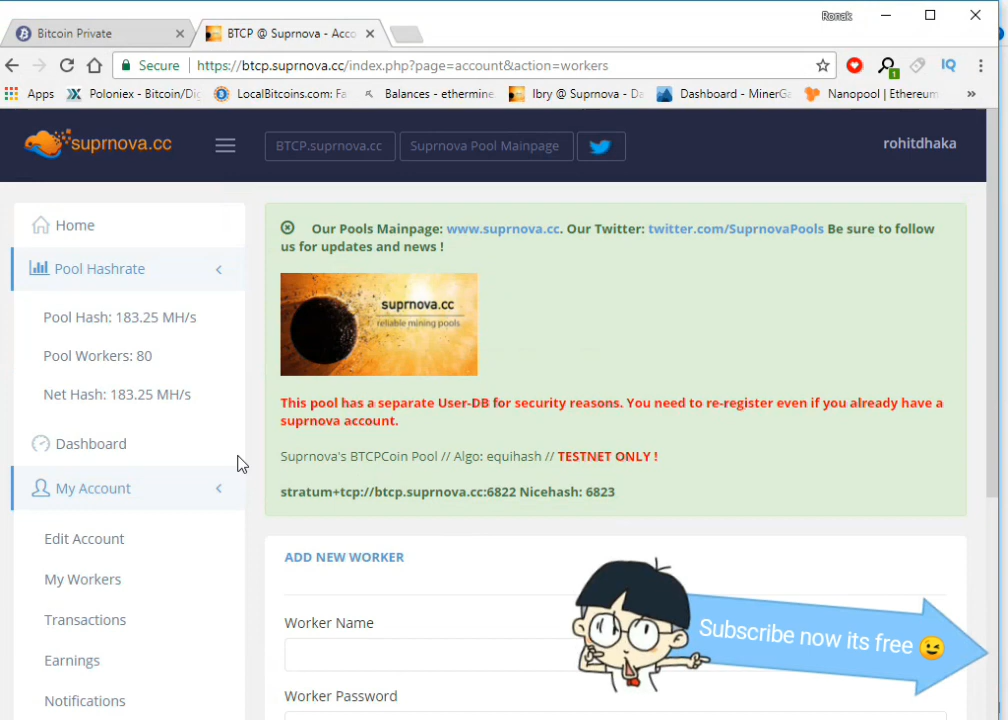 Ronak
Bitcoin Private
BTCP @ Suprnova - Acco
Secure https://btcp.suprnova.cc/index.php?page=account&action=workers
1
IQ
Apps Poloniex - Bitcoin/Dig LocalBitcoins.com: Fa Balances - ethermine lbry @ Suprnova - Da Dashboard - MinerGa Nanopool | Ethereum »
suprnova.cc BTCP.suprnova.cc Suprnova Pool Mainpage rohitdhaka
Home
Pool Hashrate
Pool Hash: 183.25 MH/s
Pool Workers: 80
Net Hash: 183.25 MH/s
Dashboard
My Account
Edit Account
My Workers
Transactions
Earnings
Notifications
Our Pools Mainpage: www.suprnova.cc. Our Twitter: twitter.com/SuprnovaPools Be sure to follow
us for updates and news !
suprnova.cc
reliable mining pools
This pool has a separate User-DB for security reasons. You need to re-register even if you already have a
suprnova account.
Suprnova's BTCPCoin Pool // Algo: equihash // TESTNET ONLY !
stratum+tcp://btcp.suprnova.cc:6822 Nicehash: 6823
ADD NEW WORKER
Worker Name
Worker Password
Subscribe now its free 😉